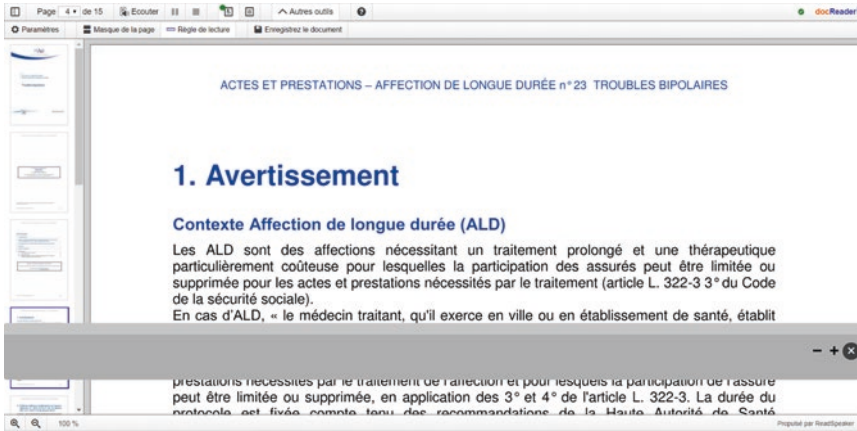 Page 4 de 15 Ecouter Autres outils docReader
Paramètres Masque de la page Règle de lecture Enregistrez le document
ACTES ET PRESTATIONS – AFFECTION DE LONGUE DURÉE n°23 TROUBLES BIPOLAIRES
1. Avertissement
Contexte Affection de longue durée (ALD)
Les ALD sont des affections nécessitant un traitement prolongé et une thérapeutique
particulièrement coûteuse pour lesquelles la participation des assurés peut être limitée ou
supprimée pour les actes et prestations nécessités par le traitement (article L. 322-3 3° du Code
de la sécurité sociale).
En cas d'ALD, « le médecin traitant, qu'il exerce en ville ou en établissement de santé, établit
prestations nécessités par le traitement de l'affection et pour lesquels la participation de l'assuré
peut être limitée ou supprimée, en application des 3° et 4° de l'article L. 322-3. La durée du
protocole est fixée compte tenu des recommandations de la Haute Autorité de Santé
100 % Propulsé par ReadSpeaker